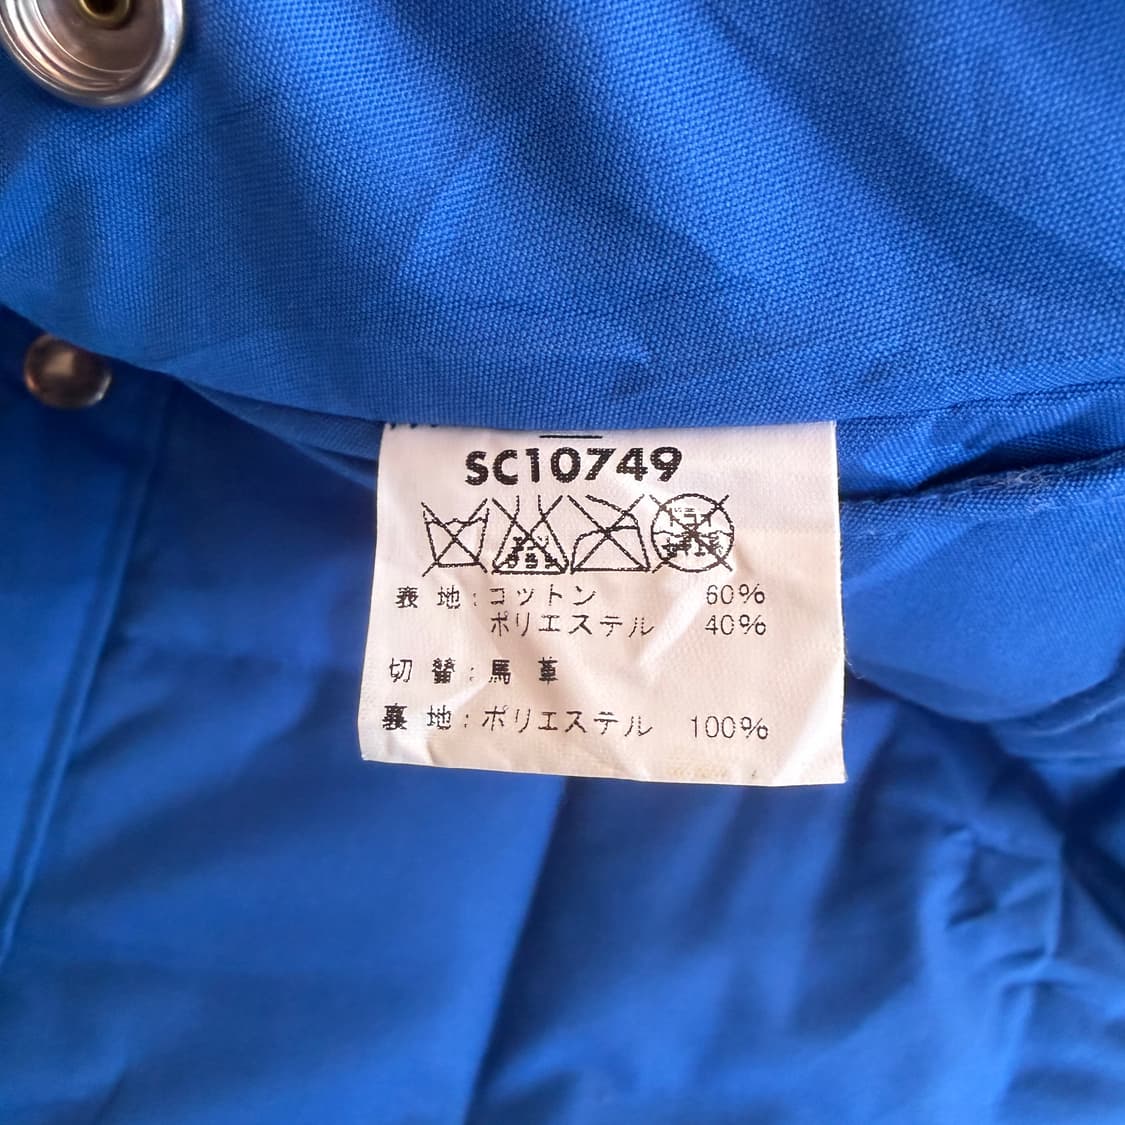 SC10749
表 地 : コットン 60%
ポリエステル 40%
切 替 : 馬 革
裏 地 : ポリエステル 100%